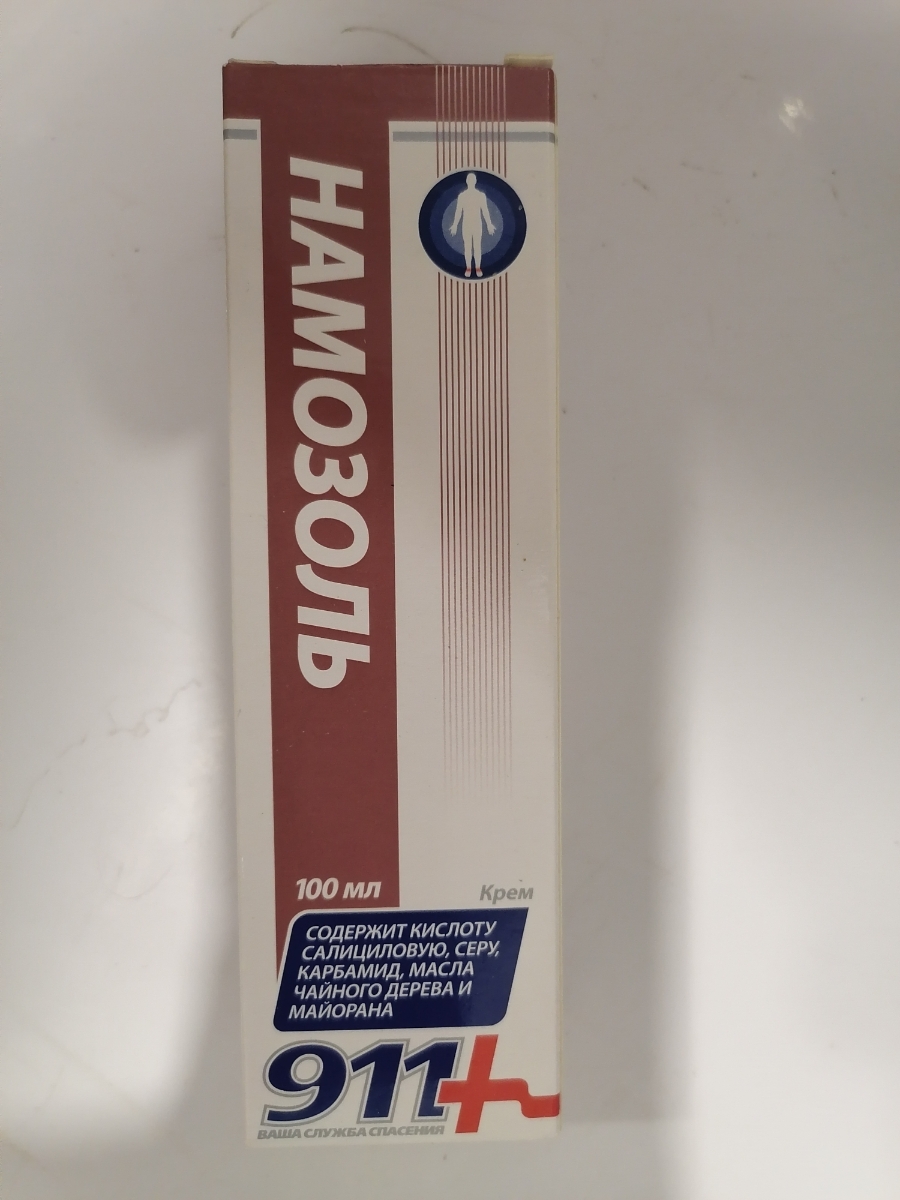 НАМОЗОЛЬ
100 мл
Крем
СОДЕРЖИТ КИСЛОТУ
САЛИЦИЛОВУЮ, СЕРУ,
КАРБАМИД, МАСЛА
ЧАЙНОГО ДЕРЕВА И
МАЙОРАНА
911+
ВАША СЛУЖБА СПАСЕНИЯ